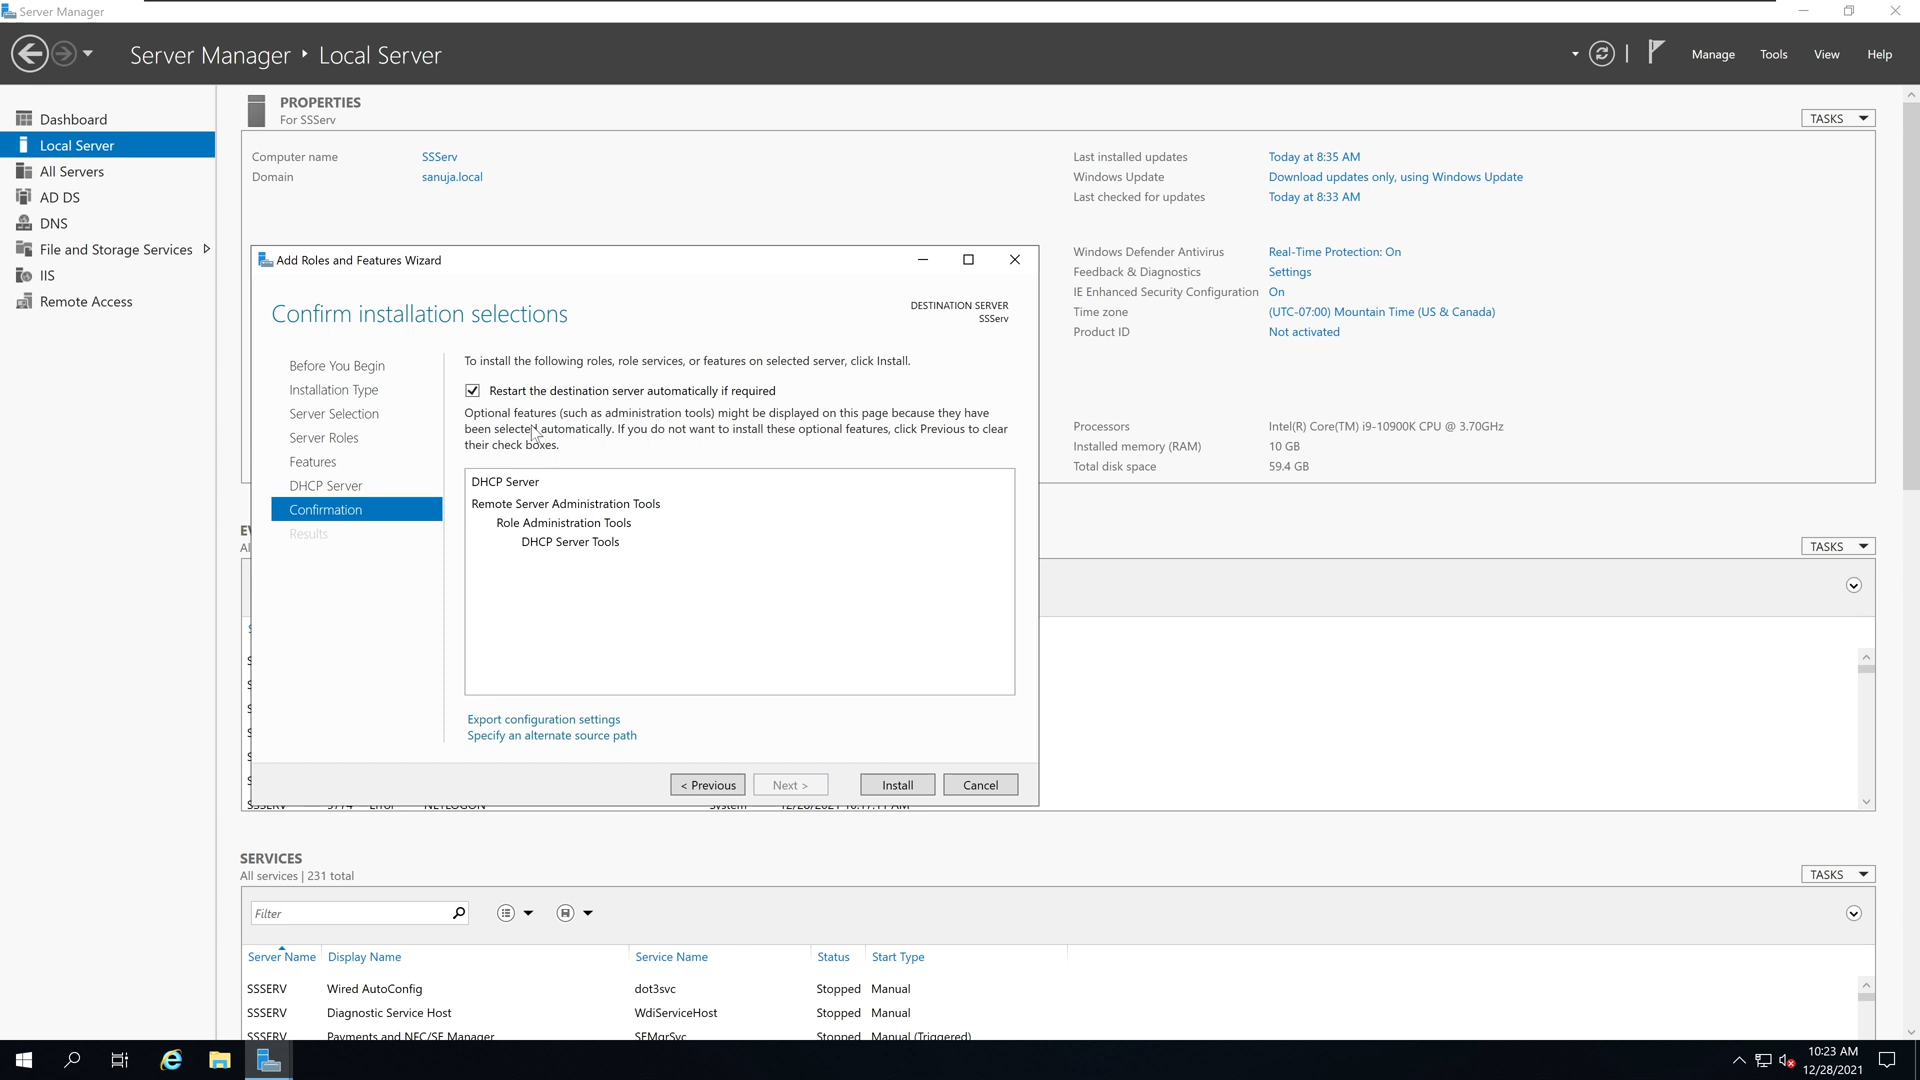 Server Manager
Server Manager ‣ Local Server
Manage
Tools
View
Help
Dashboard
Local Server
All Servers
AD DS
DNS
File and Storage Services
IIS
Remote Access
PROPERTIES
For SSServ
TASKS
Computer name
SSServ
Domain
sanuja.local
Last installed updates
Today at 8:35 AM
Windows Update
Download updates only, using Windows Update
Last checked for updates
Today at 8:33 AM
Windows Defender Antivirus
Real-Time Protection: On
Feedback & Diagnostics
Settings
IE Enhanced Security Configuration
On
Time zone
(UTC-07:00) Mountain Time (US & Canada)
Product ID
Not activated
Processors
Intel(R) Core(TM) i9-10900K CPU @ 3.70GHz
Installed memory (RAM)
10 GB
Total disk space
59.4 GB
Add Roles and Features Wizard
Confirm installation selections
DESTINATION SERVER
SSServ
Before You Begin
Installation Type
Server Selection
Server Roles
Features
DHCP Server
Confirmation
Results
To install the following roles, role services, or features on selected server, click Install.
Restart the destination server automatically if required
Optional features (such as administration tools) might be displayed on this page because they have
been selected automatically. If you do not want to install these optional features, click Previous to clear
their check boxes.
DHCP Server
Remote Server Administration Tools
Role Administration Tools
DHCP Server Tools
Export configuration settings
Specify an alternate source path
< Previous
Next >
Install
Cancel
TASKS
SERVICES
All services | 231 total
TASKS
Filter
Server Name
Display Name
Service Name
Status
Start Type
SSSERV Wired AutoConfig dot3svc Stopped Manual
SSSERV Diagnostic Service Host WdiServiceHost Stopped Manual
SSSERV Payments and NFC/SE Manager SEMgrSvc Stopped Manual (Triggered)
10:23 AM
12/28/2021